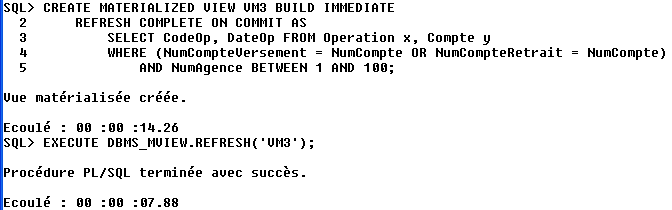 SQL> CREATE MATERIALIZED VIEW VM3 BUILD IMMEDIATE
  2      REFRESH COMPLETE ON COMMIT AS
  3          SELECT CodeOp, DateOp FROM Operation x, Compte y
  4          WHERE (NumCompteVersement = NumCompte OR NumCompteRetrait = NumCompte)
  5              AND NumAgence BETWEEN 1 AND 100;
Vue matérialisée créée.
Ecoulé : 00 :00 :14.26
SQL> EXECUTE DBMS_MVIEW.REFRESH('VM3');
Procédure PL/SQL terminée avec succès.
Ecoulé : 00 :00 :07.88